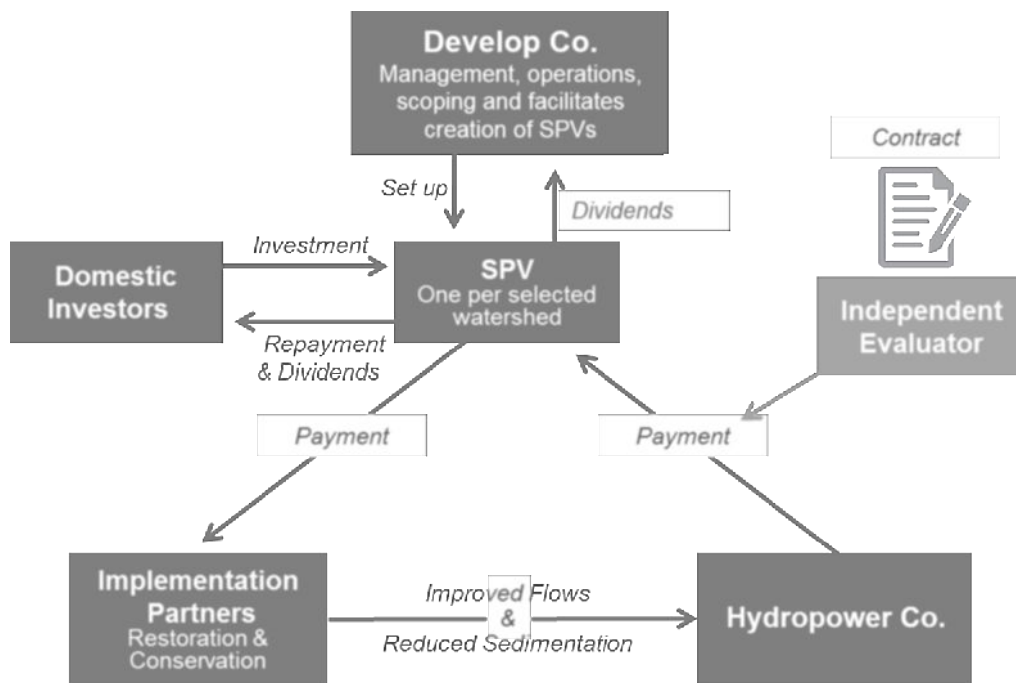 Develop Co.
Management, operations,
scoping and facilitates
creation of SPVs
Contract
Set up
Dividends
Investment
Domestic
Investors
SPV
One per selected
watershed
Independent
Evaluator
Repayment
& Dividends
Payment
Payment
Implementation
Partners
Restoration &
Conservation
Improved Flows
&
Reduced Sedimentation
Hydropower Co.